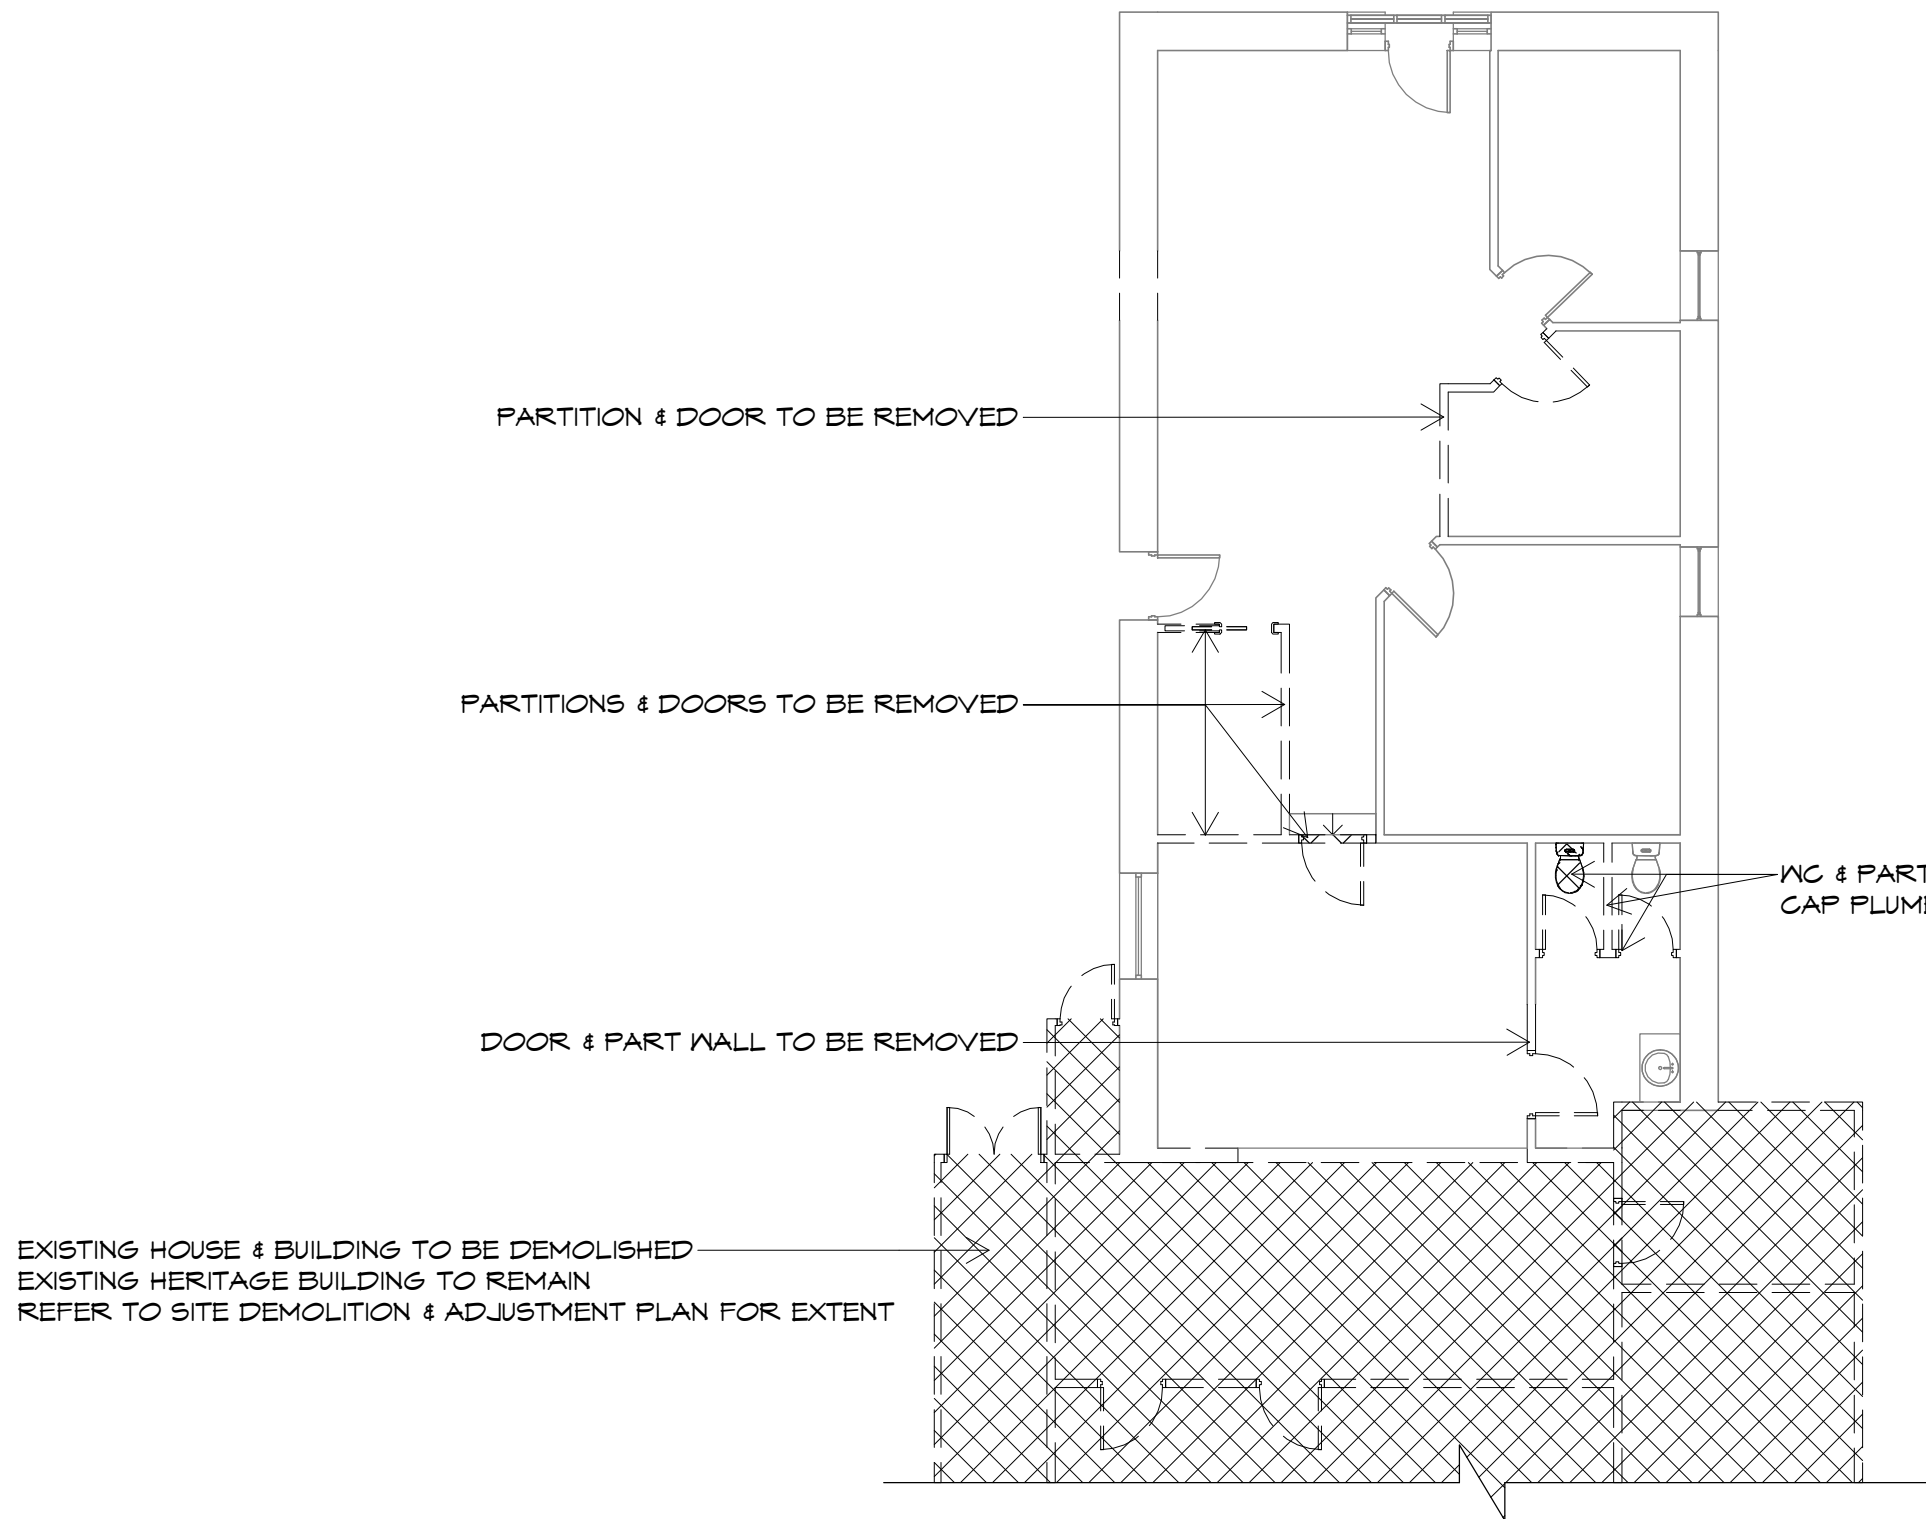 PARTITION & DOOR TO BE REMOVED
PARTITIONS & DOORS TO BE REMOVED
WC & PART
CAP
DOOR & PART WALL TO BE REMOVED
EXISTING HOUSE & BUILDING TO BE DEMOLISHED
EXISTING HERITAGE BUILDING TO REMAIN
REFER TO SITE DEMOLITION & ADJUSTMENT PLAN FOR EXTENT